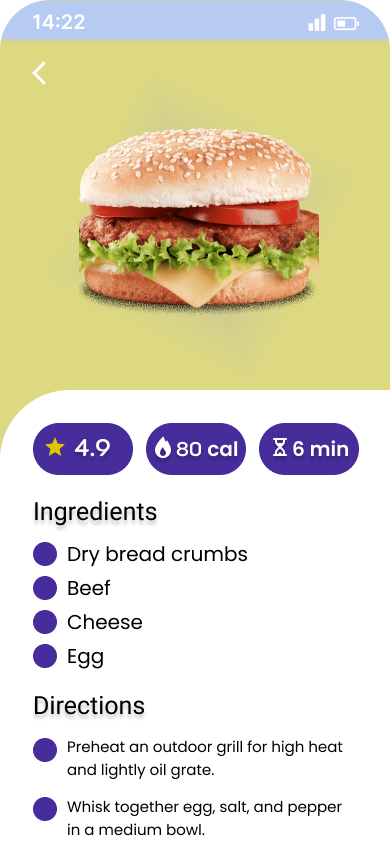 14:22
4.9
80 cal
6 min
Ingredients
Dry bread crumbs
Beef
Cheese
Egg
Directions
Preheat an outdoor grill for high heat
and lightly oil grate.
Whisk together egg, salt, and pepper
in a medium bowl.